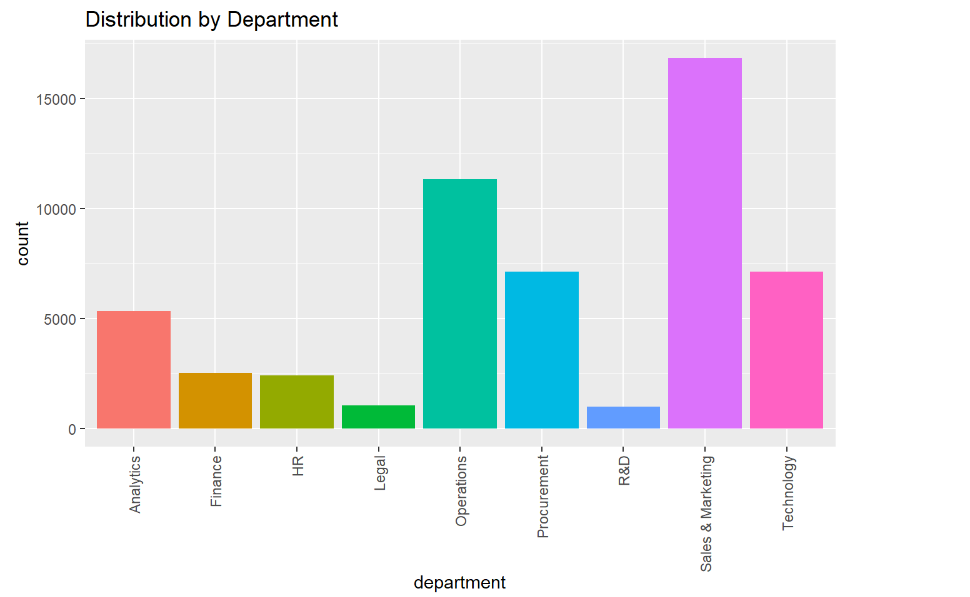 Distribution by Department
count
15000
10000
5000
0
Analytics
Finance
HR
Legal
Operations
Procurement
R&D
Sales & Marketing
Technology
department